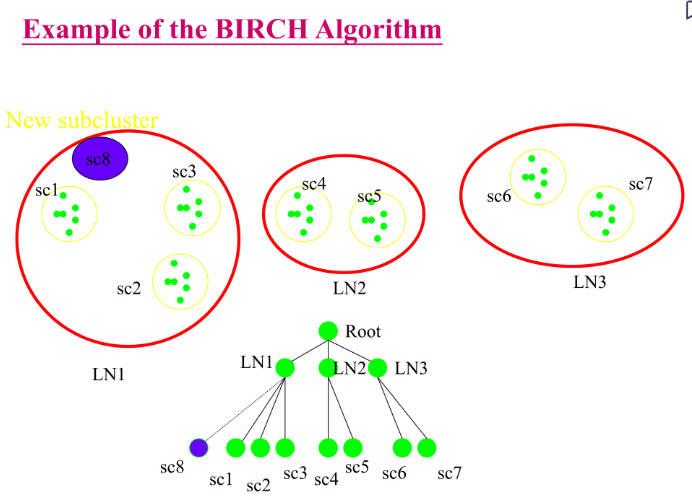 Example of the BIRCH Algorithm
New subcluster
sc8
sc1
sc3
sc2
LN1
sc4
sc5
LN2
sc6
sc7
LN3
Root
LN1
LN2
LN3
sc8
sc1
sc2
sc3
sc4
sc5
sc6
sc7